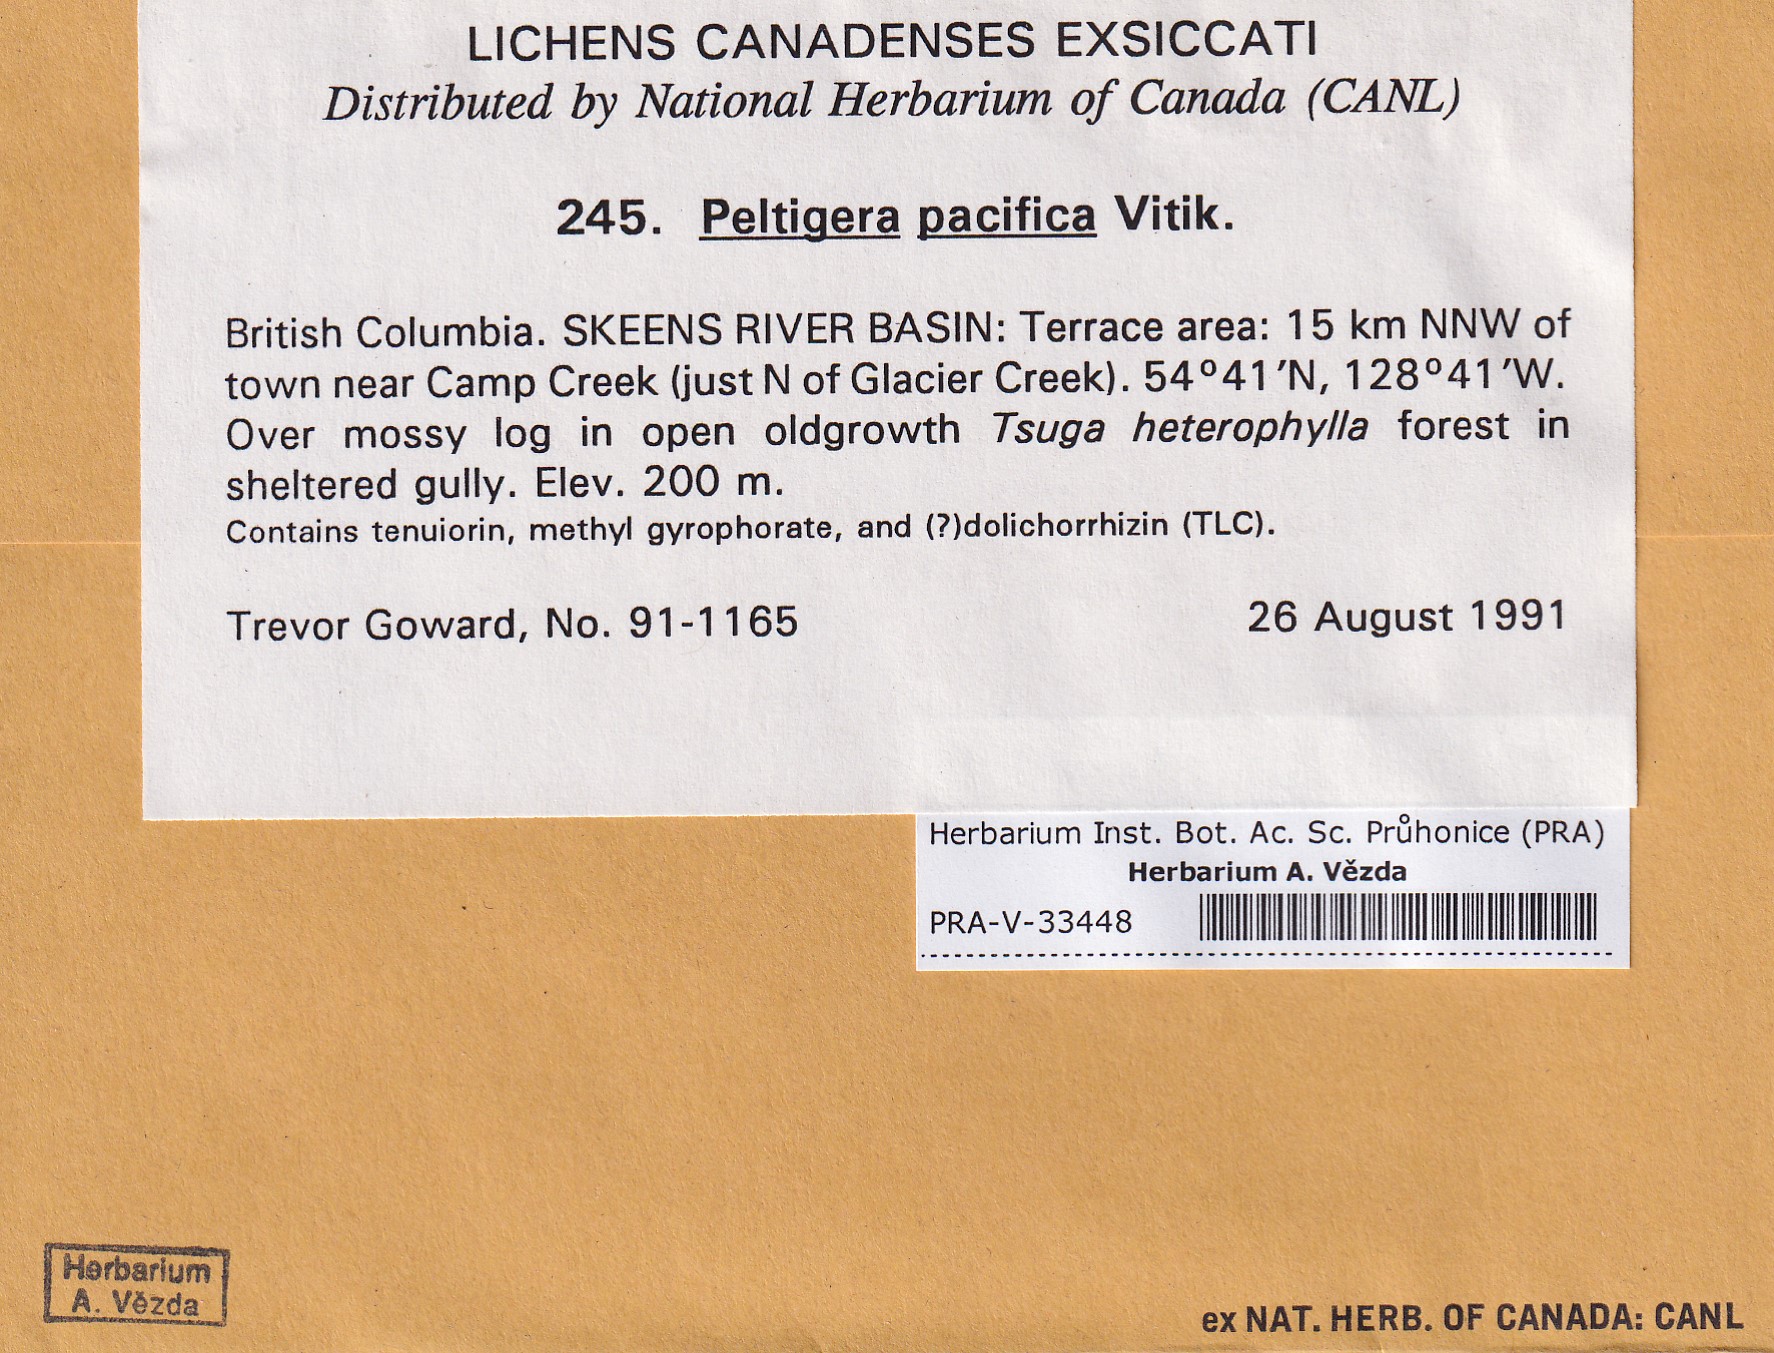 LICHENS CANADENSES EXSICCATI
Distributed by National Herbarium of Canada (CANL)
245. Peltigera pacifica Vitik.
British Columbia. SKEENS RIVER BASIN: Terrace area: 15 km NNW of
town near Camp Creek (just N of Glacier Creek). 54°41'N, 128°41'W.
Over mossy log in open oldgrowth Tsuga heterophylla forest in
sheltered gully. Elev. 200 m.
Contains tenuiorin, methyl gyrophorate, and (?)dolichorrhizin (TLC).
Trevor Goward, No. 91-1165 26 August 1991
Herbarium Inst. Bot. Ac. Sc. Průhonice (PRA)
Herbarium A. Vězda
PRA-V-33448
Herbarium
A. Vězda
ex NAT. HERB. OF CANADA: CANL